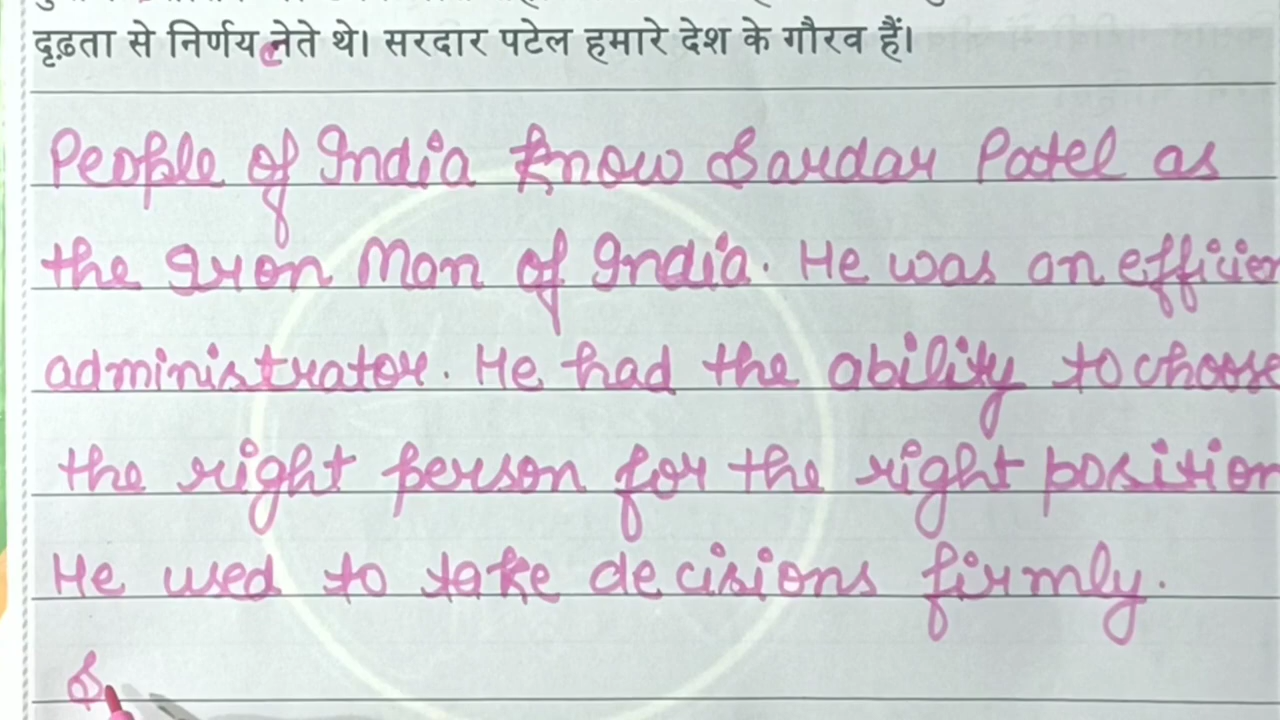 दृढ़ता से निर्णय लेते थे। सरदार पटेल हमारे देश के गौरव हैं।
People of India know Sardar Patel as
the Iron Man of India. He was an efficien
administrator. He had the ability to choose
the right person for the right position
He used to take decisions firmly.
S